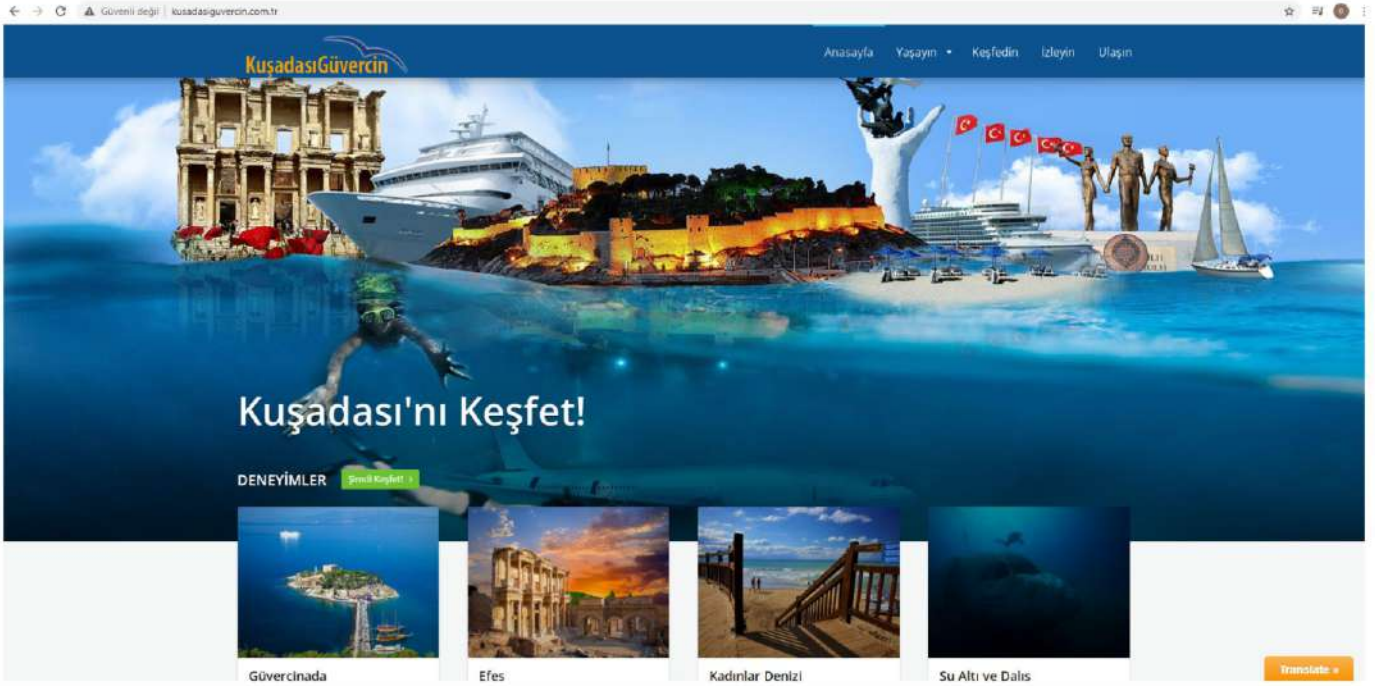 Güvenli değil | kusadasiguvercin.com.tr
KuşadasıGüvercin
Anasayfa Yaşayın Keşfedin İzleyin Ulaşın
Kuşadası'nı Keşfet!
DENEYİMLER Şimdi Keşfet! ›
Güvercinada Efes Kadınlar Denizi Su Altı ve Dalış
Translate »